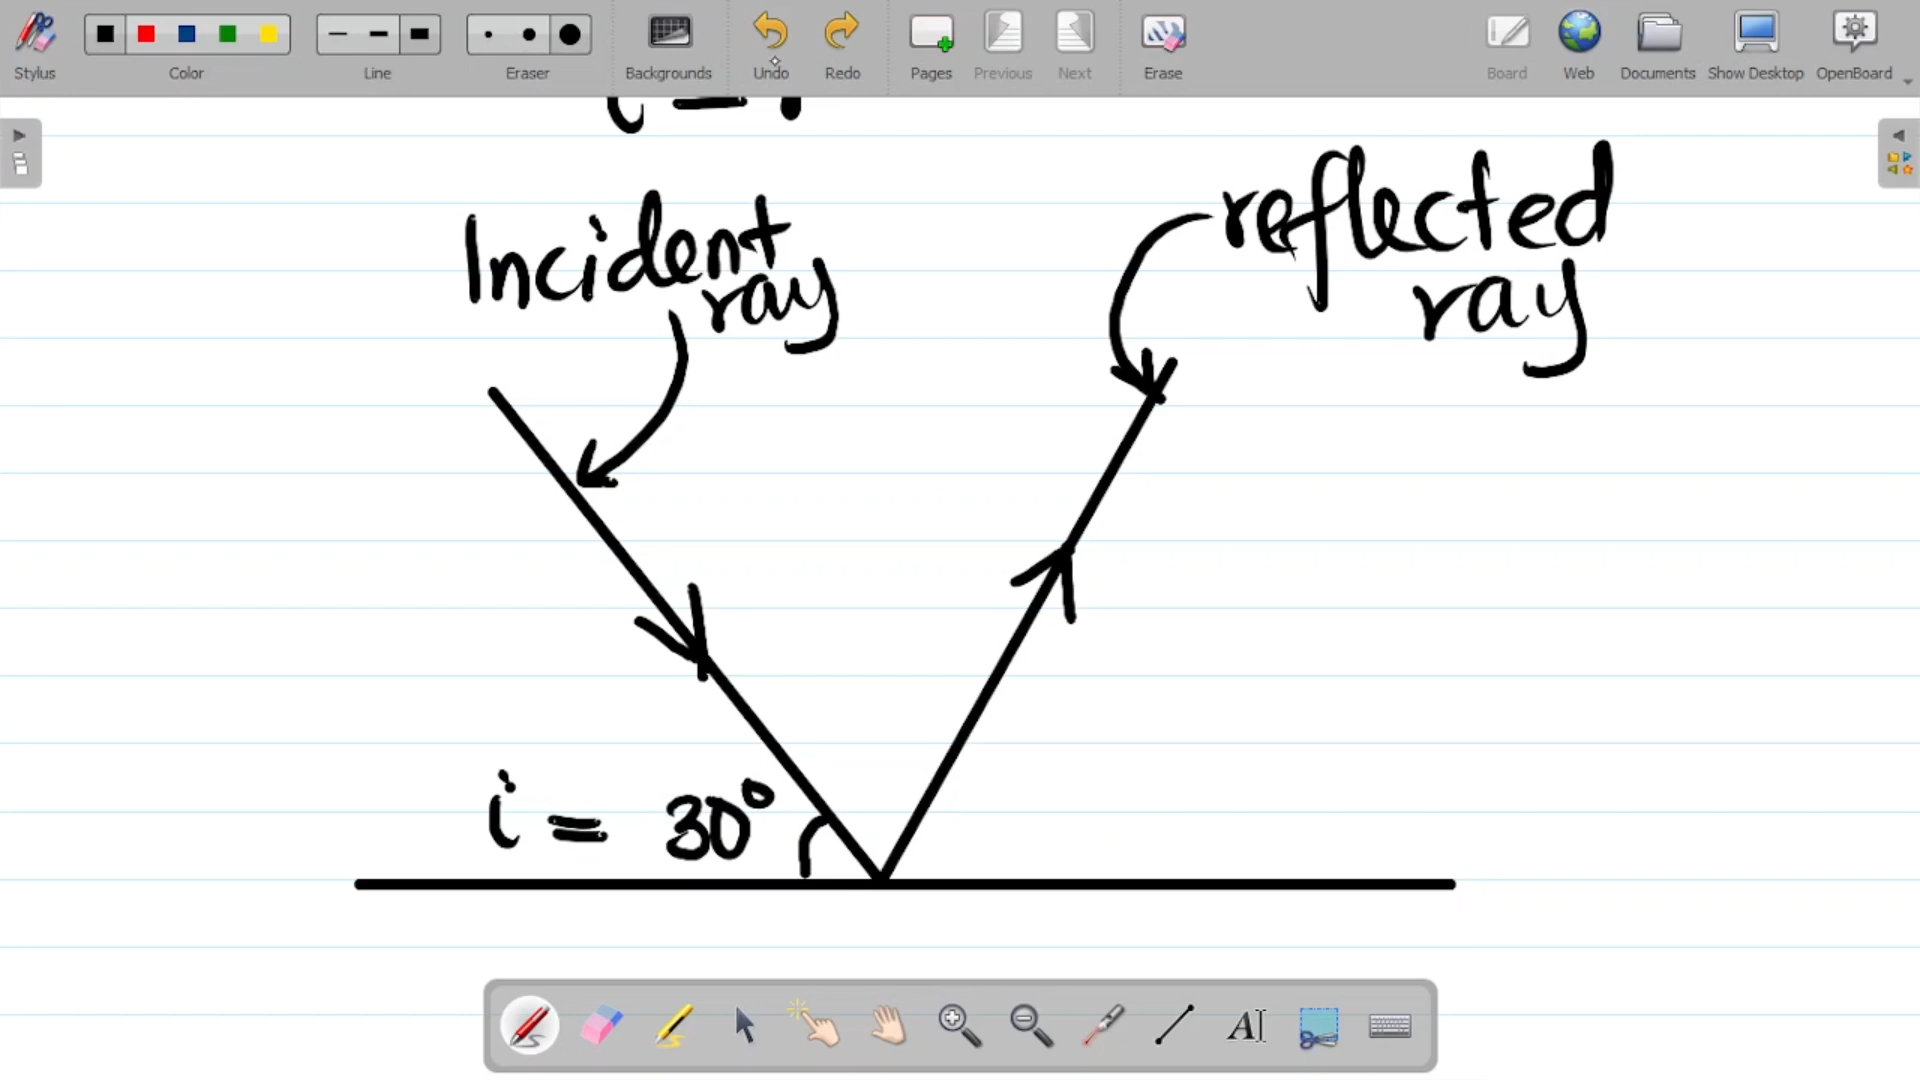 Stylus
Color
Line
Eraser
Backgrounds
Undo
Redo
Pages
Previous
Next
Erase
Board
Web
Documents
Show Desktop
OpenBoard
Incident
ray
reflected
ray
i = 30°
AI